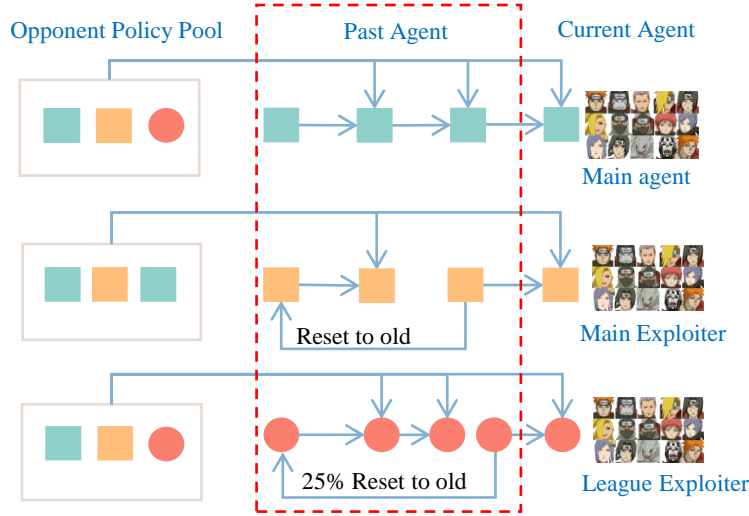 Opponent Policy Pool
Past Agent
Current Agent
Main agent
Reset to old
Main Exploiter
25% Reset to old
League Exploiter